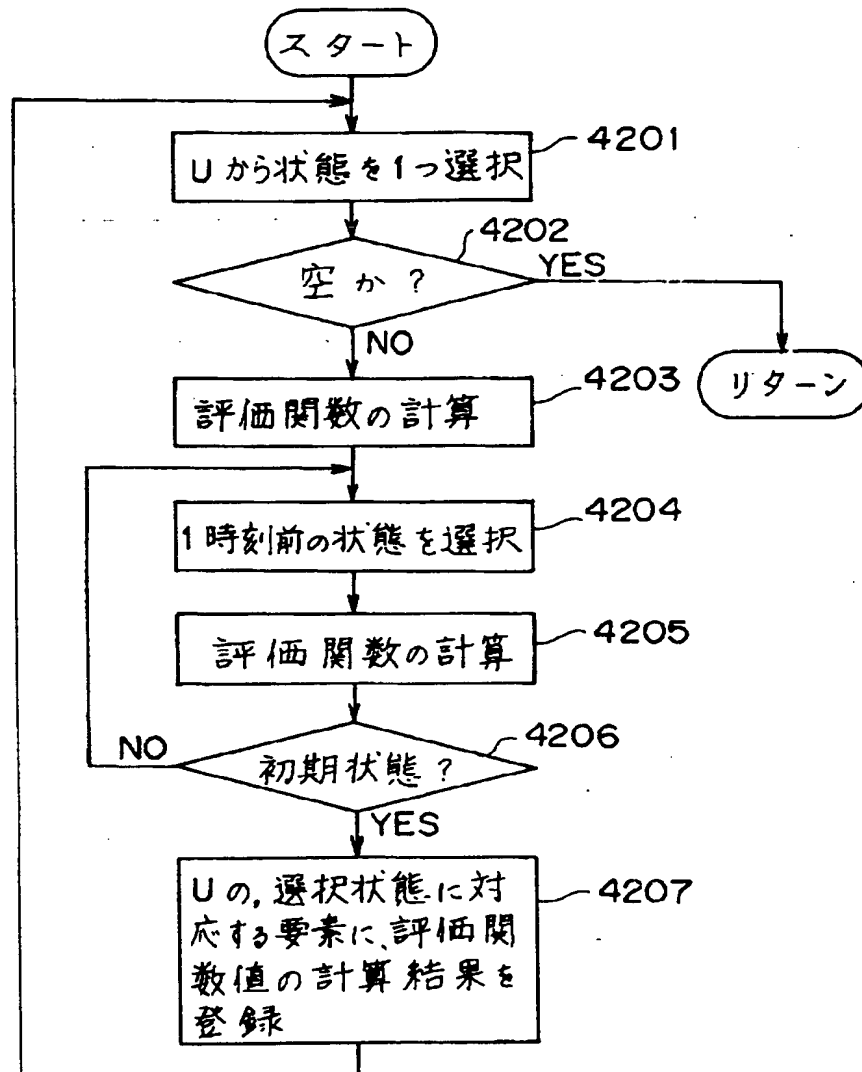 スタート
Uから状態を1つ選択
4201
空か?
4202
YES
NO
リターン
評価関数の計算
4203
1時刻前の状態を選択
4204
評価関数の計算
4205
初期状態?
4206
NO
YES
Uの,選択状態に対
応する要素に,評価関
数値の計算結果を
登録
4207